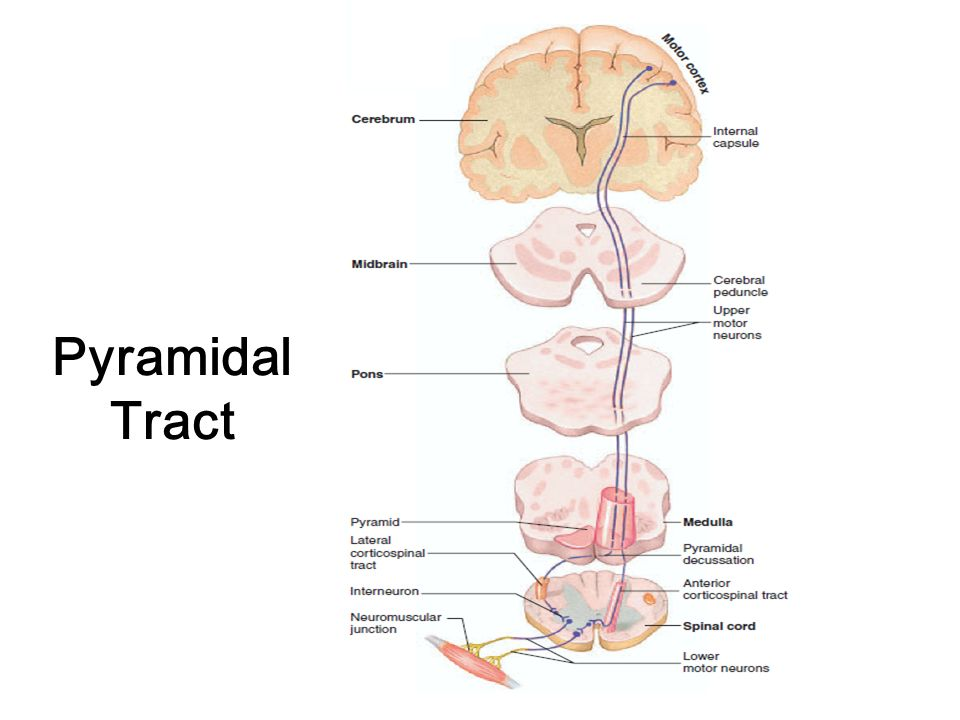 Pyramidal
Tract
Motor cortex
Cerebrum
Internal
capsule
Midbrain
Cerebral
peduncle
Upper
motor
neurons
Pons
Pyramid
Medulla
Lateral
corticospinal
tract
Pyramidal
decussation
Interneuron
Anterior
corticospinal tract
Neuromuscular
junction
Spinal cord
Lower
motor neurons